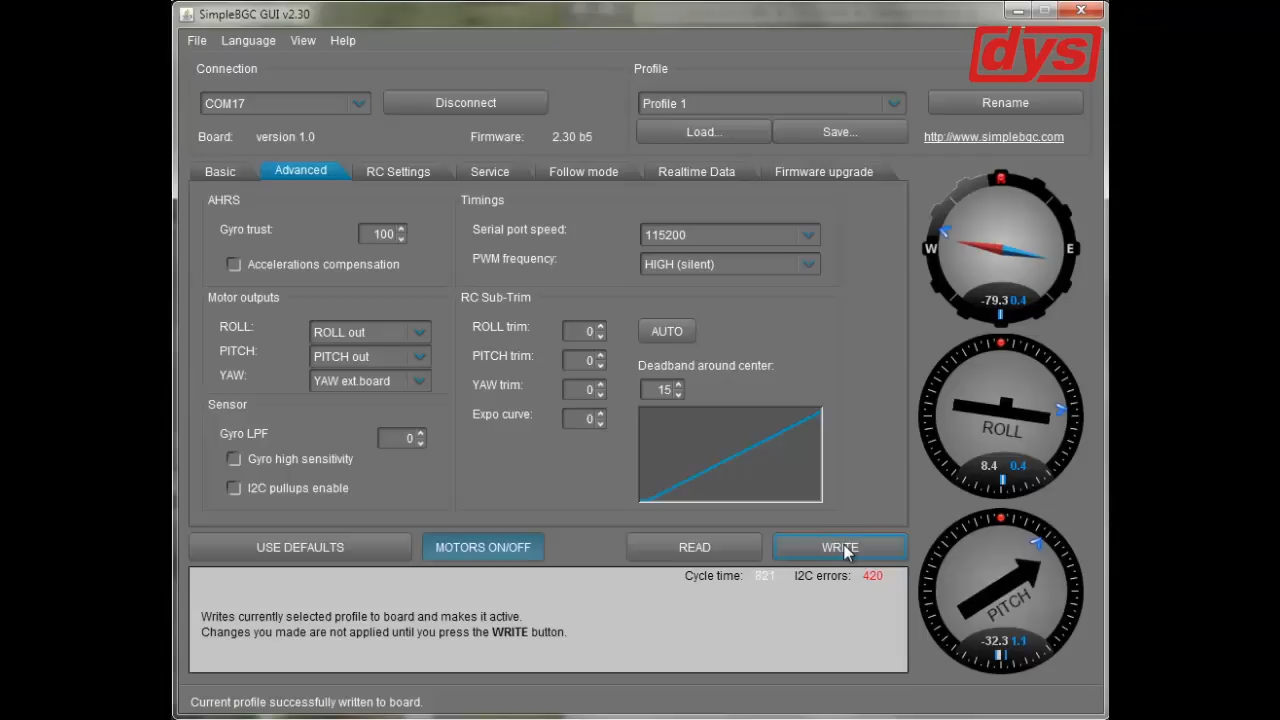 SimpleBGC GUI v2.30
File Language View Help
dys
Connection
Profile
COM17
Disconnect
Profile 1
Rename
Load...
Save...
Board: version 1.0 Firmware: 2.30 b5
http://www.simplebgc.com
Basic Advanced RC Settings Service Follow mode Realtime Data Firmware upgrade
AHRS
Gyro trust: 100
Accelerations compensation
Timings
Serial port speed: 115200
PWM frequency: HIGH (silent)
Motor outputs
ROLL: ROLL out
PITCH: PITCH out
YAW: YAW ext.board
RC Sub-Trim
ROLL trim: 0 AUTO
PITCH trim: 0
Deadband around center:
YAW trim: 0
15
Expo curve: 0
Sensor
Gyro LPF 0
Gyro high sensitivity
I2C pullups enable
W E
-79.3 0.4
ROLL
8.4 0.4
PITCH
-32.3 1.1
USE DEFAULTS MOTORS ON/OFF READ WRITE
Cycle time: 821 I2C errors: 420
Writes currently selected profile to board and makes it active.
Changes you made are not applied until you press the WRITE button.
Current profile successfully written to board.